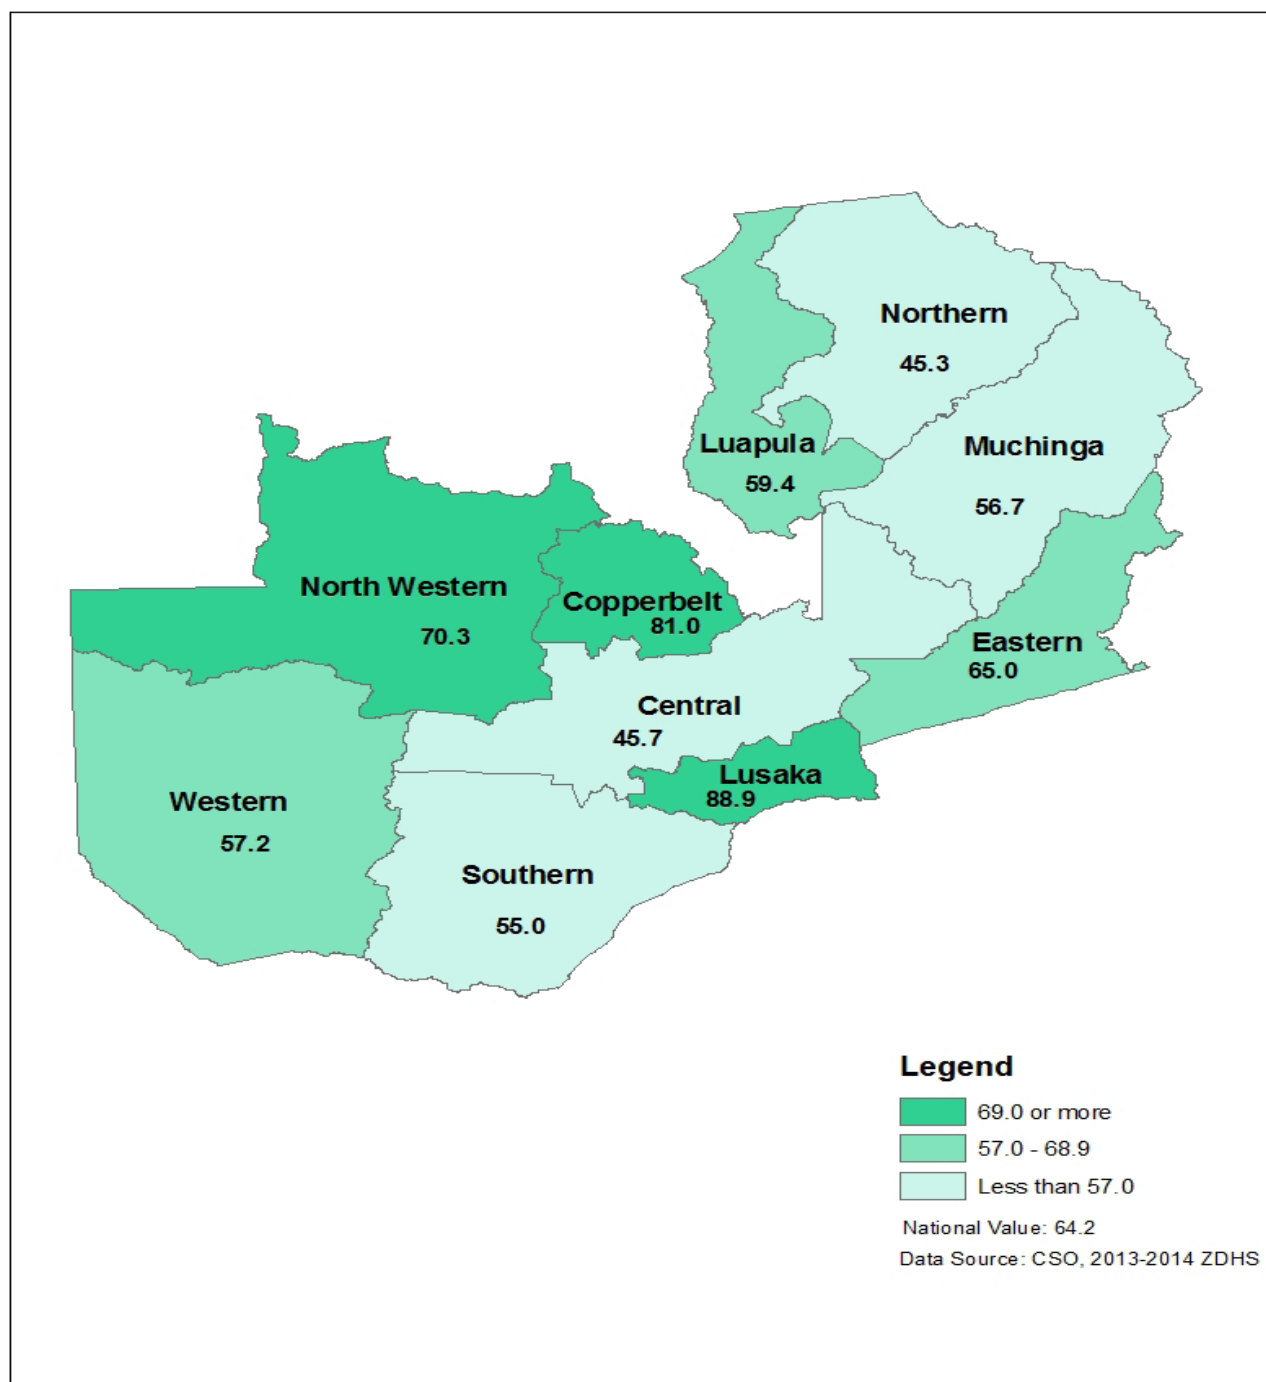 Northern
45.3
Luapula
59.4
Muchinga
56.7
North Western
70.3
Copperbelt
81.0
Eastern
65.0
Central
45.7
Lusaka
88.9
Western
57.2
Southern
55.0
Legend
69.0 or more
57.0 - 68.9
Less than 57.0
National Value: 64.2
Data Source: CSO, 2013-2014 ZDHS